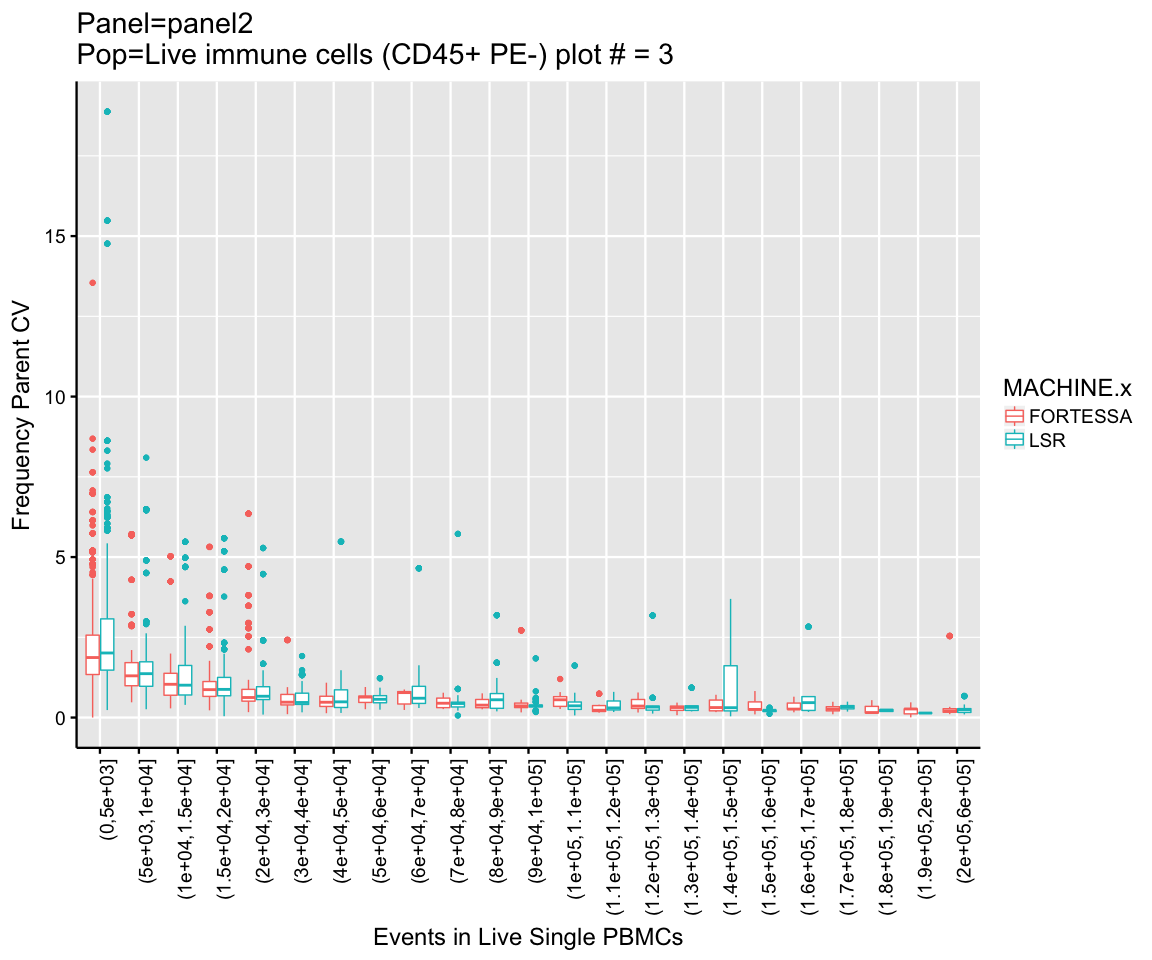 Panel=panel2
Pop=Live immune cells (CD45+ PE-) plot # = 3
Frequency Parent CV
15
10
5
0
(0,5e+03]
(5e+03,1e+04]
(1e+04,1.5e+04]
(1.5e+04,2e+04]
(2e+04,3e+04]
(3e+04,4e+04]
(4e+04,5e+04]
(5e+04,6e+04]
(6e+04,7e+04]
(7e+04,8e+04]
(8e+04,9e+04]
(9e+04,1e+05]
(1e+05,1.1e+05]
(1.1e+05,1.2e+05]
(1.2e+05,1.3e+05]
(1.3e+05,1.4e+05]
(1.4e+05,1.5e+05]
(1.5e+05,1.6e+05]
(1.6e+05,1.7e+05]
(1.7e+05,1.8e+05]
(1.8e+05,1.9e+05]
(1.9e+05,2e+05]
(2e+05,6e+05]
Events in Live Single PBMCs
MACHINE.x
FORTESSA
LSR